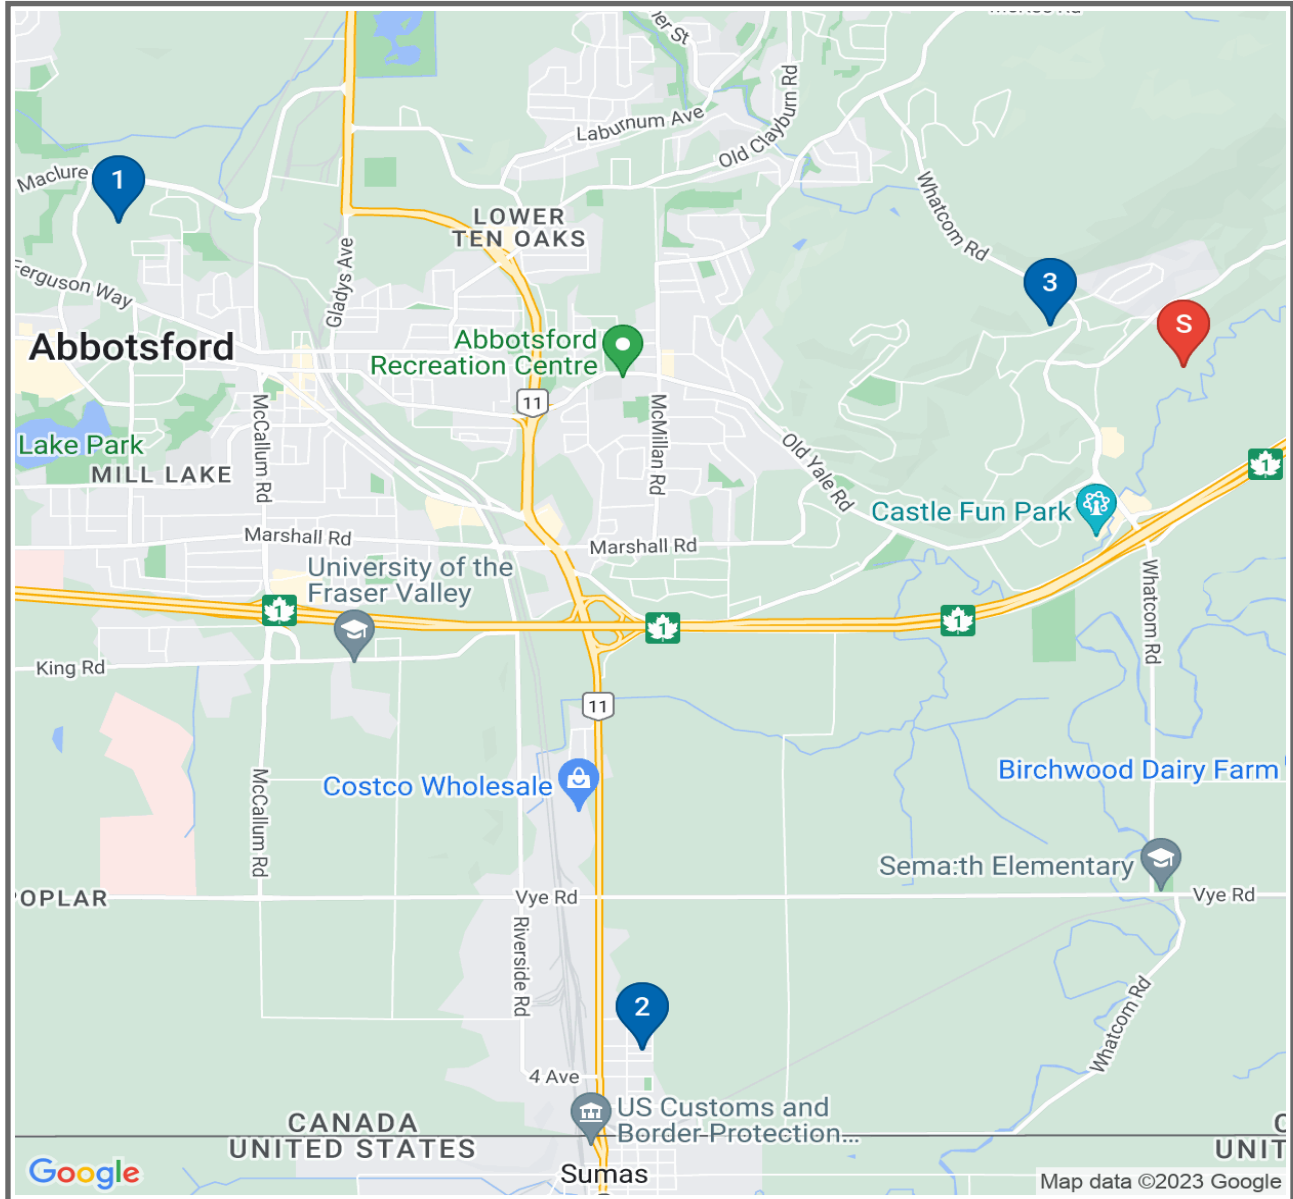 Laburnum Ave
Old Clayburn Rd
Maclure
1
Whatcom Rd
LOWER
TEN OAKS
Gladys Ave
Ferguson Way
3
S
Abbotsford
Abbotsford
Recreation Centre
11
McCallum Rd
McMillan Rd
Lake Park
MILL LAKE
Old Yale Rd
1
Castle Fun Park
Marshall Rd
Marshall Rd
University of the
Fraser Valley
Whatcom Rd
1
1
1
King Rd
11
Costco Wholesale
McCallum Rd
Birchwood Dairy Farm
Sema:th Elementary
OPLAR
Vye Rd
Vye Rd
Riverside Rd
2
Whatcom Rd
4 Ave
US Customs and
Border Protection...
CANADA
UNITED STATES
C
UNIT
Sumas
Google
Map data ©2023 Google